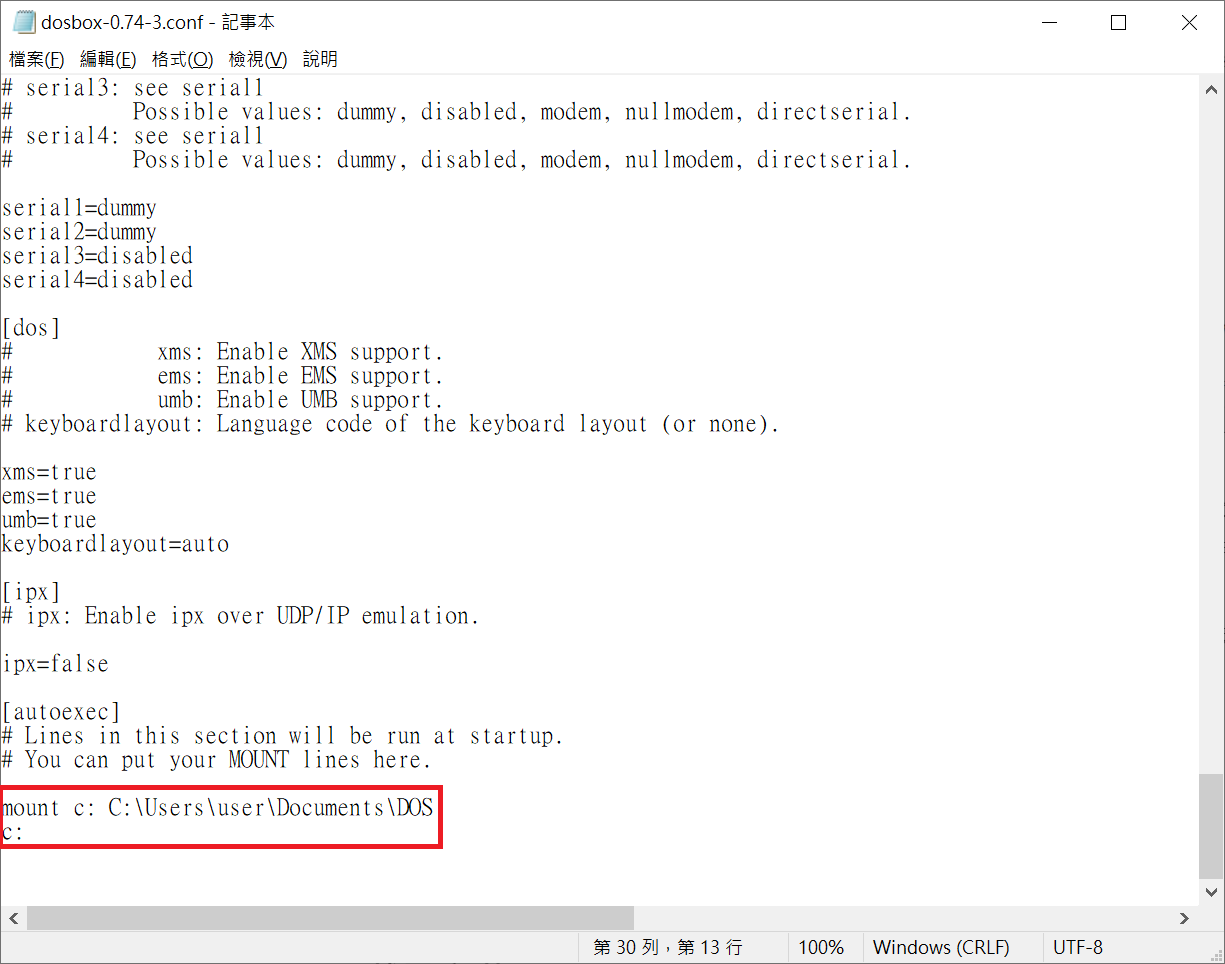 dosbox-0.74-3.conf - 記事本
檔案(F) 編輯(E) 格式(O) 檢視(V) 說明
# serial3: see serial1
#          Possible values: dummy, disabled, modem, nullmodem, directserial.
# serial4: see serial1
#          Possible values: dummy, disabled, modem, nullmodem, directserial.
serial1=dummy
serial2=dummy
serial3=disabled
serial4=disabled
[dos]
#            xms: Enable XMS support.
#            ems: Enable EMS support.
#            umb: Enable UMB support.
# keyboardlayout: Language code of the keyboard layout (or none).
xms=true
ems=true
umb=true
keyboardlayout=auto
[ipx]
# ipx: Enable ipx over UDP/IP emulation.
ipx=false
[autoexec]
# Lines in this section will be run at startup.
# You can put your MOUNT lines here.
mount c: C:\Users\user\Documents\DOS
c:
第 30 列，第 13 行 100% Windows (CRLF) UTF-8